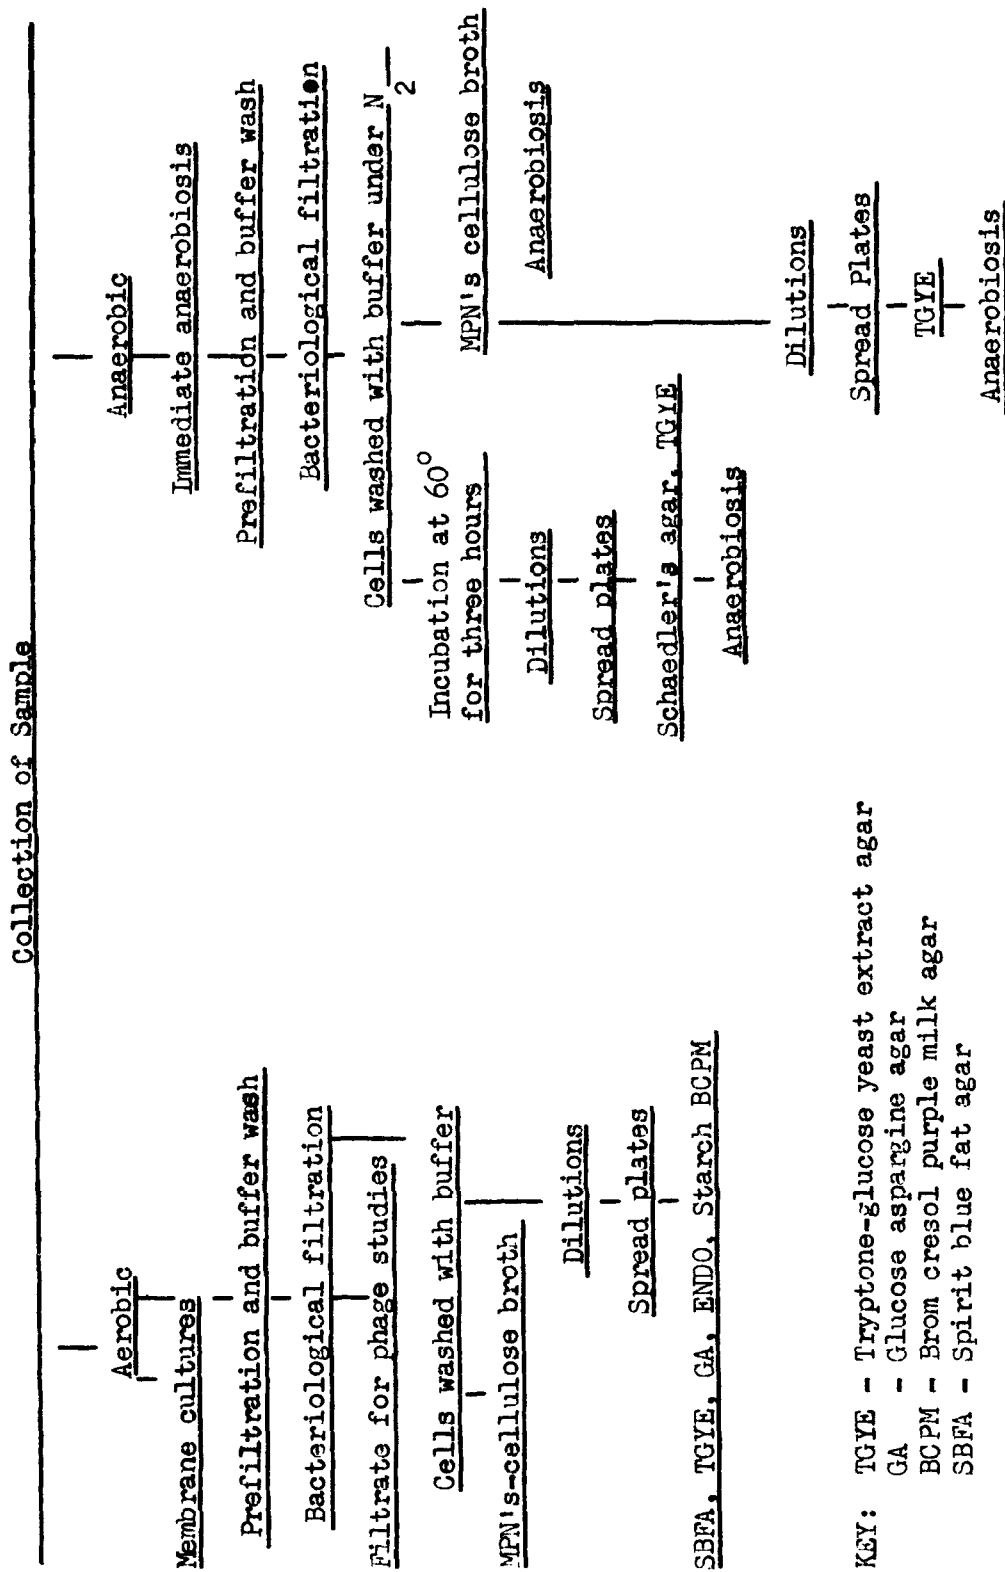 Collection of Sample
Aerobic
Membrane cultures
Prefiltration and buffer wash
Bacteriological filtration
Filtrate for phage studies
Cells washed with buffer
MPN's-cellulose broth
Dilutions
Spread plates
SBFA, TGYE, GA, ENDO, Starch BCPM
Anaerobic
Immediate anaerobiosis
Prefiltration and buffer wash
Bacteriological filtration
Cells washed with buffer under N2
Incubation at 60°
for three hours
Dilutions
Spread plates
Schaedler's agar. TGYE
Anaerobiosis
MPN's cellulose broth
Anaerobiosis
Dilutions
Spread Plates
TGYE
Anaerobiosis
KEY: TGYE - Tryptone-glucose yeast extract agar
GA - Glucose aspargine agar
BCPM - Brom cresol purple milk agar
SBFA - Spirit blue fat agar